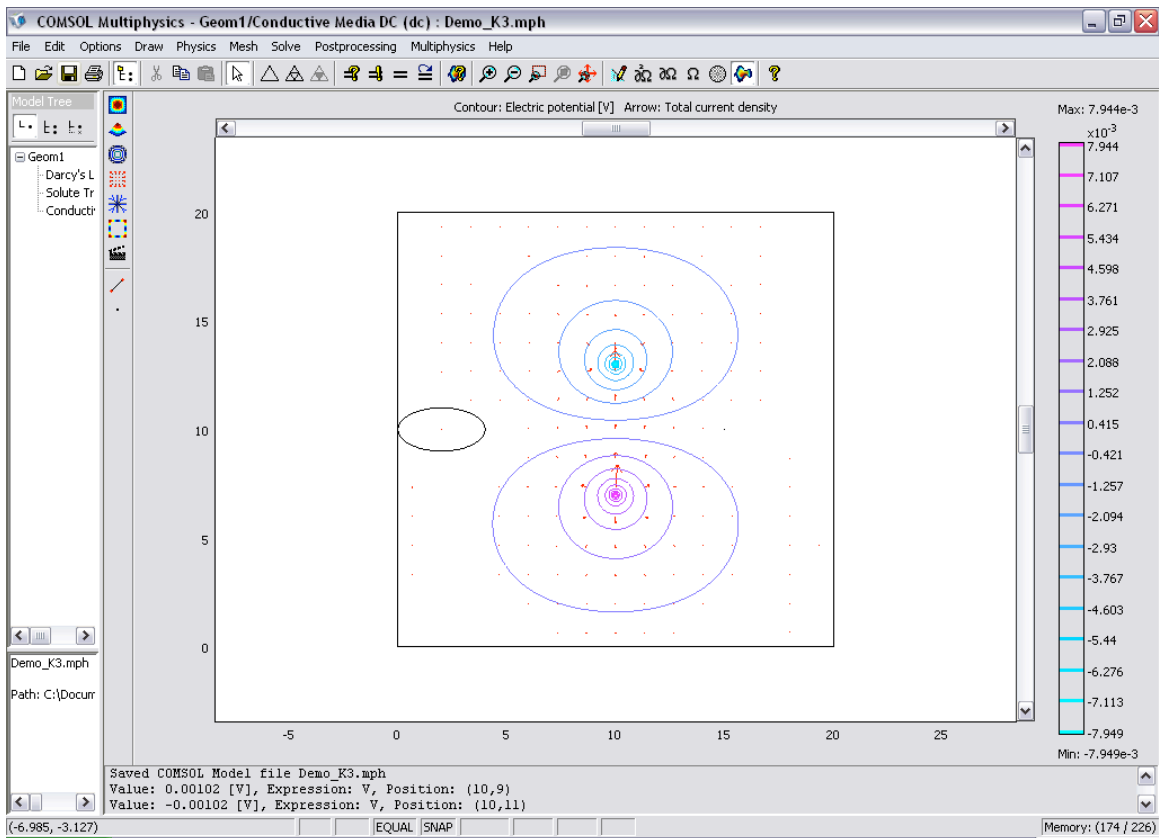 COMSOL Multiphysics - Geom1/Conductive Media DC (dc) : Demo_K3.mph
File Edit Options Draw Physics Mesh Solve Postprocessing Multiphysics Help
Model Tree
Geom1
Darcy's L
Solute Tr
Conducti
Demo_K3.mph
Path: C:\Docum
Contour: Electric potential [V] Arrow: Total current density
20
15
10
5
0
-5 0 5 10 15 20 25
Max: 7.944e-3
×10-3
7.944
7.107
6.271
5.434
4.598
3.761
2.925
2.088
1.252
0.415
-0.421
-1.257
-2.094
-2.93
-3.767
-4.603
-5.44
-6.276
-7.113
-7.949
Min: -7.949e-3
Saved COMSOL Model file Demo_K3.mph
Value: 0.00102 [V], Expression: V, Position: (10,9)
Value: -0.00102 [V], Expression: V, Position: (10,11)
(-6.985, -3.127) EQUAL SNAP Memory: (174 / 226)